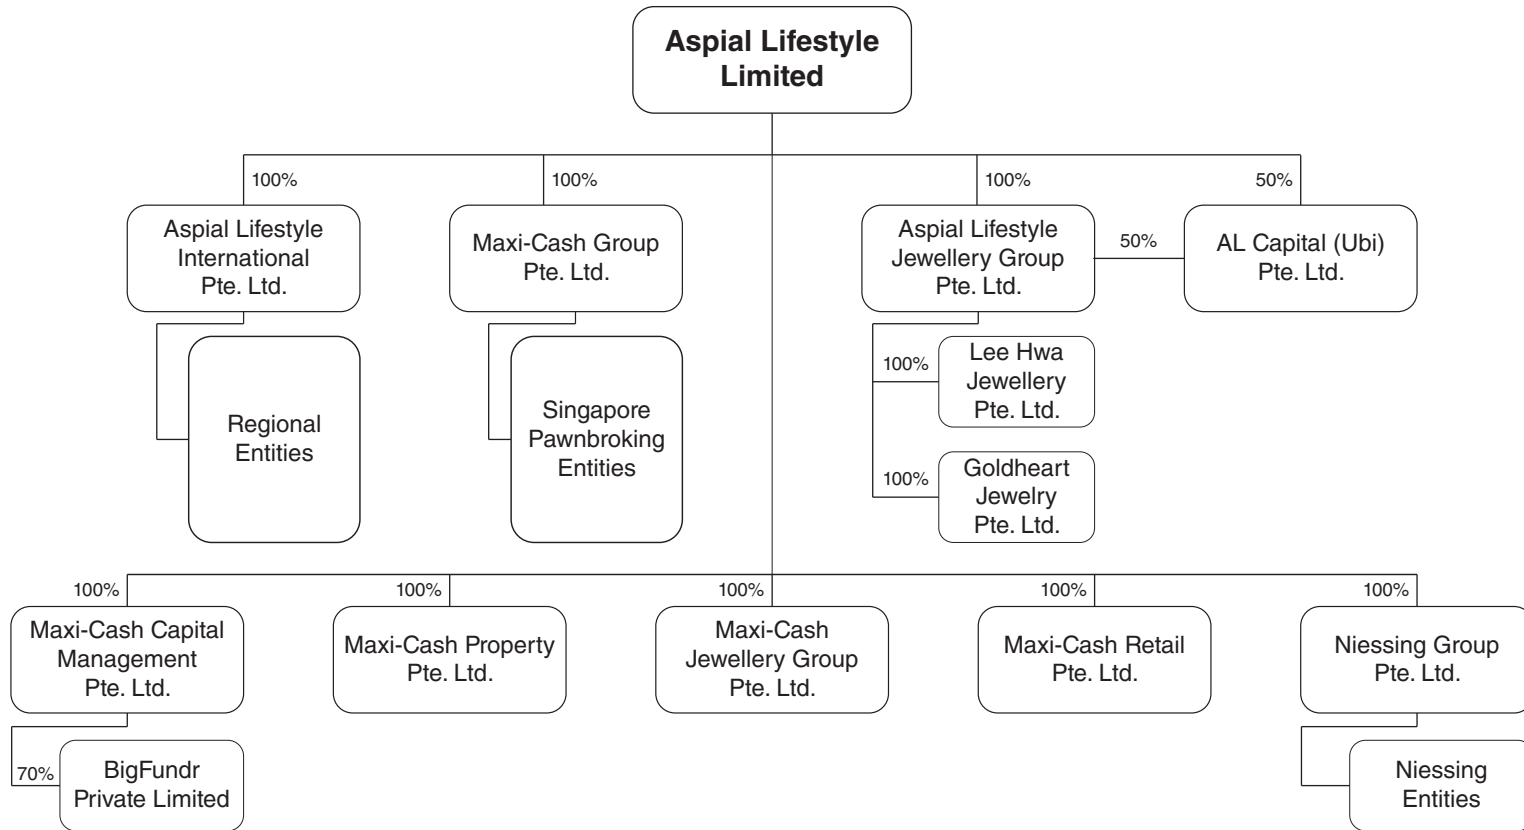 Aspial Lifestyle
Limited
100%
100%
100%
50%
Aspial Lifestyle
International
Pte. Ltd.
Maxi-Cash Group
Pte. Ltd.
Aspial Lifestyle
Jewellery Group
Pte. Ltd.
50%
AL Capital (Ubi)
Pte. Ltd.
Regional
Entities
Singapore
Pawnbroking
Entities
100%
Lee Hwa
Jewellery
Pte. Ltd.
100%
Goldheart
Jewelry
Pte. Ltd.
100%
100%
100%
100%
100%
Maxi-Cash Capital
Management
Pte. Ltd.
Maxi-Cash Property
Pte. Ltd.
Maxi-Cash
Jewellery Group
Pte. Ltd.
Maxi-Cash Retail
Pte. Ltd.
Niessing Group
Pte. Ltd.
70%
BigFundr
Private Limited
Niessing
Entities